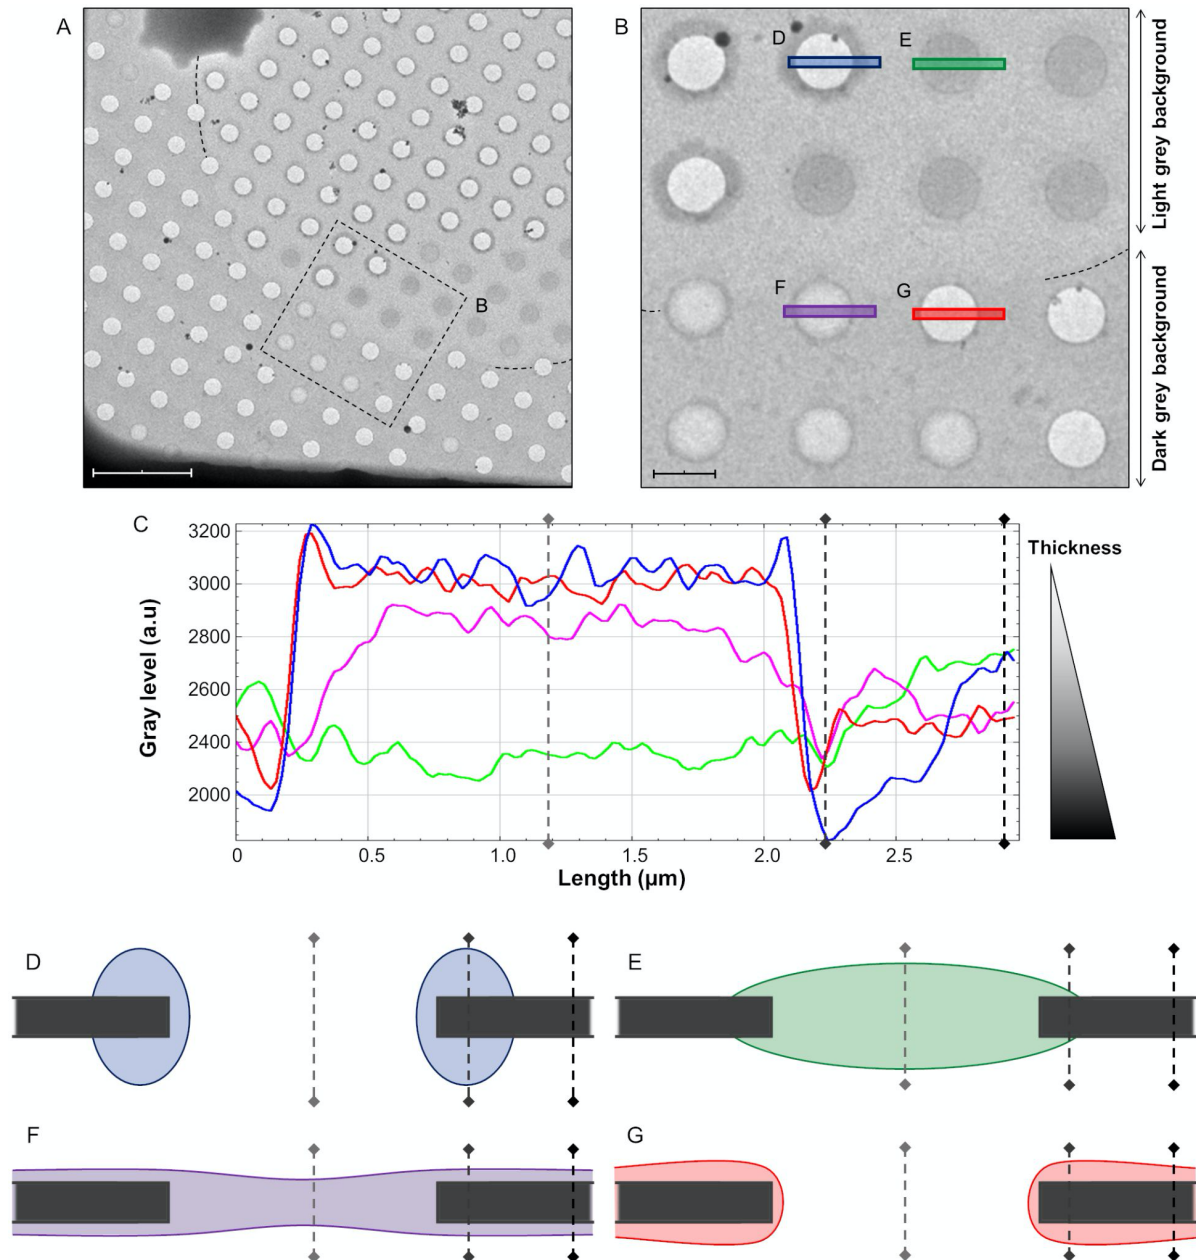 A
B
B
D
E
F
G
Light grey background
Dark grey background
C
3200
3000
2800
2600
2400
2000
Gray level (a.u)
0
0.5
1.0
1.5
2.0
2.5
Length (µm)
Thickness
D
E
F
G